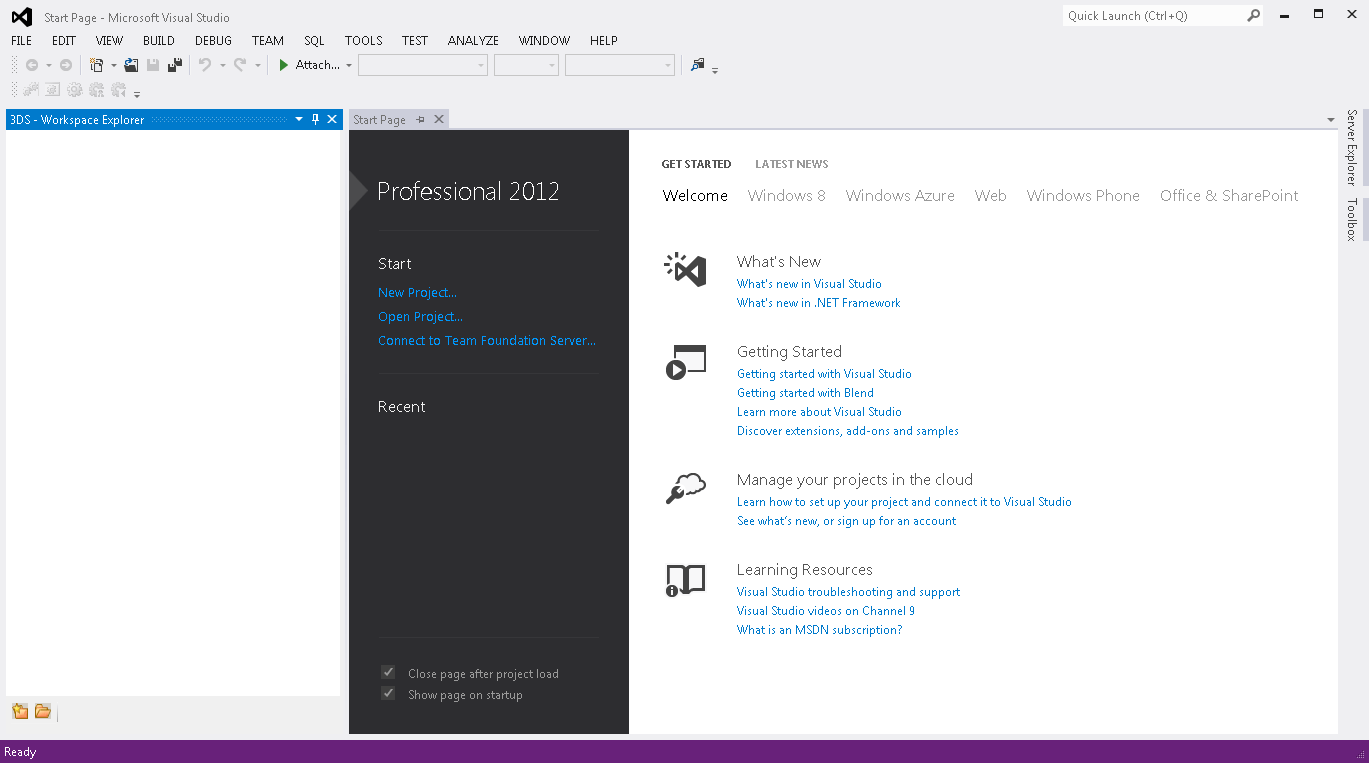 Start Page - Microsoft Visual Studio
Quick Launch (Ctrl+Q)
FILE EDIT VIEW BUILD DEBUG TEAM SQL TOOLS TEST ANALYZE WINDOW HELP
Attach...
3DS - Workspace Explorer
Start Page
Server Explorer
Toolbox
Professional 2012
Start
New Project...
Open Project...
Connect to Team Foundation Server...
Recent
Close page after project load
Show page on startup
GET STARTED LATEST NEWS
Welcome Windows 8 Windows Azure Web Windows Phone Office & SharePoint
What's New
What's new in Visual Studio
What's new in .NET Framework
Getting Started
Getting started with Visual Studio
Getting started with Blend
Learn more about Visual Studio
Discover extensions, add-ons and samples
Manage your projects in the cloud
Learn how to set up your project and connect it to Visual Studio
See what's new, or sign up for an account
Learning Resources
Visual Studio troubleshooting and support
Visual Studio videos on Channel 9
What is an MSDN subscription?
Ready